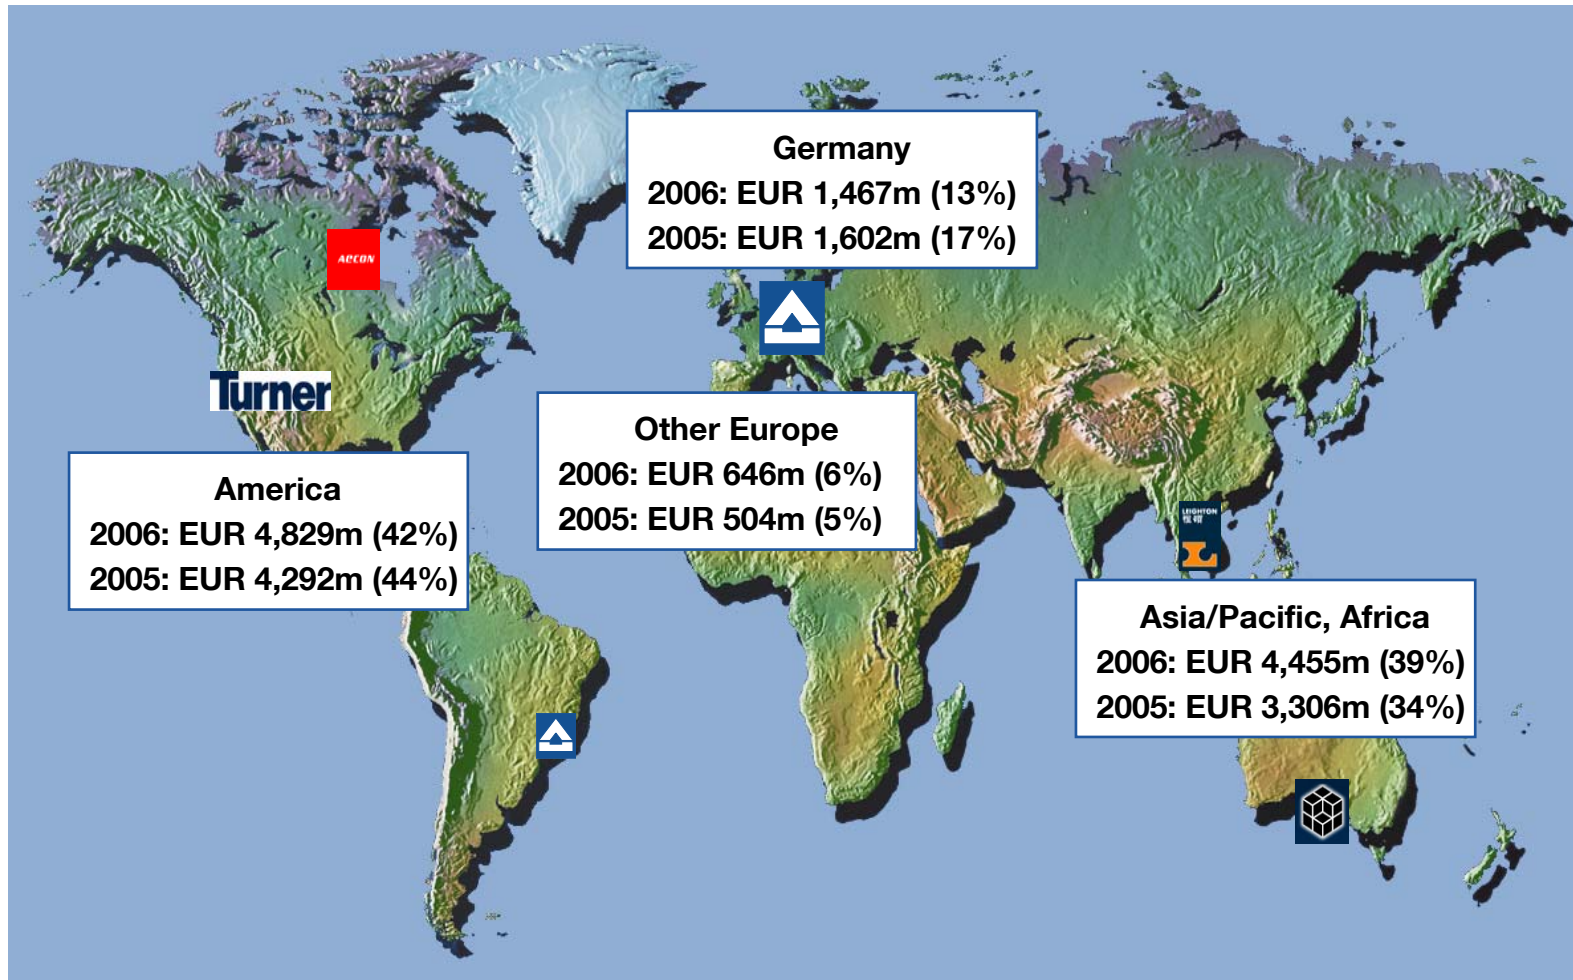 Germany
2006: EUR 1,467m (13%)
2005: EUR 1,602m (17%)
AECON
Turner
Other Europe
2006: EUR 646m (6%)
2005: EUR 504m (5%)
America
2006: EUR 4,829m (42%)
2005: EUR 4,292m (44%)
LEIGHTON
Asia/Pacific, Africa
2006: EUR 4,455m (39%)
2005: EUR 3,306m (34%)